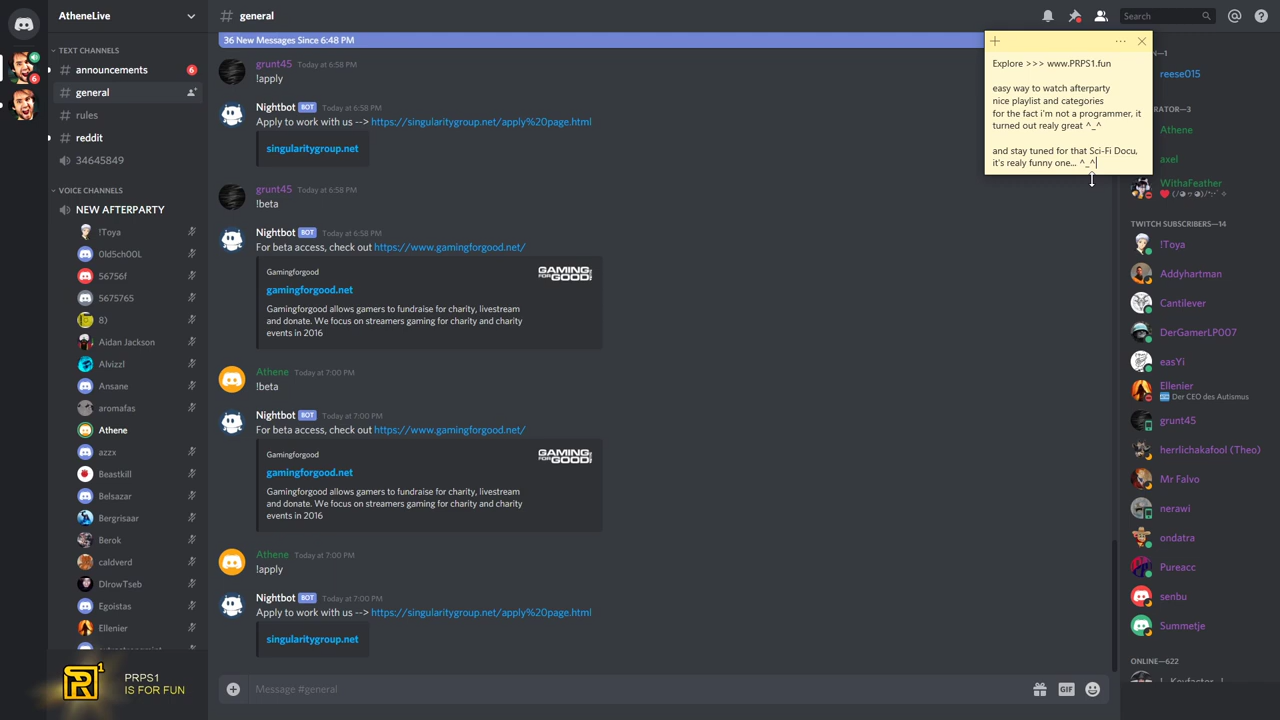 AtheneLive
TEXT CHANNELS
# announcements 6
# general
# rules
# reddit
34645849
VOICE CHANNELS
NEW AFTERPARTY
!Toya
0ld5ch00L
56756f
5675765
8)
Aidan Jackson
Alvizzl
Ansane
aromafas
Athene
azzx
Beastkill
Belsazar
Bergrisaar
Berok
caldverd
DlrowTseb
Egoistas
Ellenier
6
PRPS1
IS FOR FUN
R1
# general
Search
36 New Messages Since 6:48 PM
grunt45 Today at 6:58 PM
!apply
Nightbot BOT Today at 6:58 PM
Apply to work with us --> https://singularitygroup.net/apply%20page.html
singularitygroup.net
grunt45 Today at 6:58 PM
!beta
Nightbot BOT Today at 6:58 PM
For beta access, check out https://www.gamingforgood.net/
Gamingforgood
gamingforgood.net
Gamingforgood allows gamers to fundraise for charity, livestream
and donate. We focus on streamers gaming for charity and charity
events in 2016
GAMING
FOR GOOD
Athene Today at 7:00 PM
!beta
Nightbot BOT Today at 7:00 PM
For beta access, check out https://www.gamingforgood.net/
Gamingforgood
gamingforgood.net
Gamingforgood allows gamers to fundraise for charity, livestream
and donate. We focus on streamers gaming for charity and charity
events in 2016
GAMING
FOR GOOD
Athene Today at 7:00 PM
!apply
Nightbot BOT Today at 7:00 PM
Apply to work with us --> https://singularitygroup.net/apply%20page.html
singularitygroup.net
Message #general
GIF
Explore >>> www.PRPS1.fun
easy way to watch afterparty
nice playlist and categories
for the fact i'm not a programmer, it
turned out realy great ^_^
and stay tuned for that Sci-Fi Docu,
it's realy funny one... ^_^
reese015
RATOR—3
Athene
axel
WithaFeather
TWITCH SUBSCRIBERS—14
!Toya
Addyhartman
Cantilever
DerGamerLP007
easYi
Ellenier
Der CEO des Autismus
grunt45
herrlichakafool (Theo)
Mr Falvo
nerawi
ondatra
Pureacc
senbu
Summetje
ONLINE—622